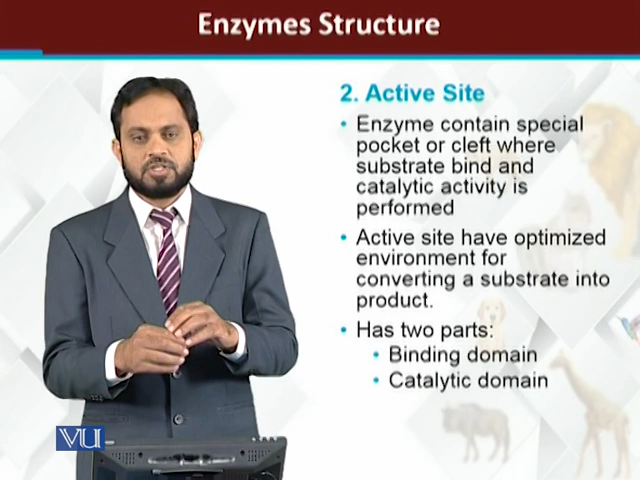 Enzymes Structure
2. Active Site
• Enzyme contain special
pocket or cleft where
substrate bind and
catalytic activity is
performed
• Active site have optimized
environment for
converting a substrate into
product.
• Has two parts:
• Binding domain
• Catalytic domain
VU